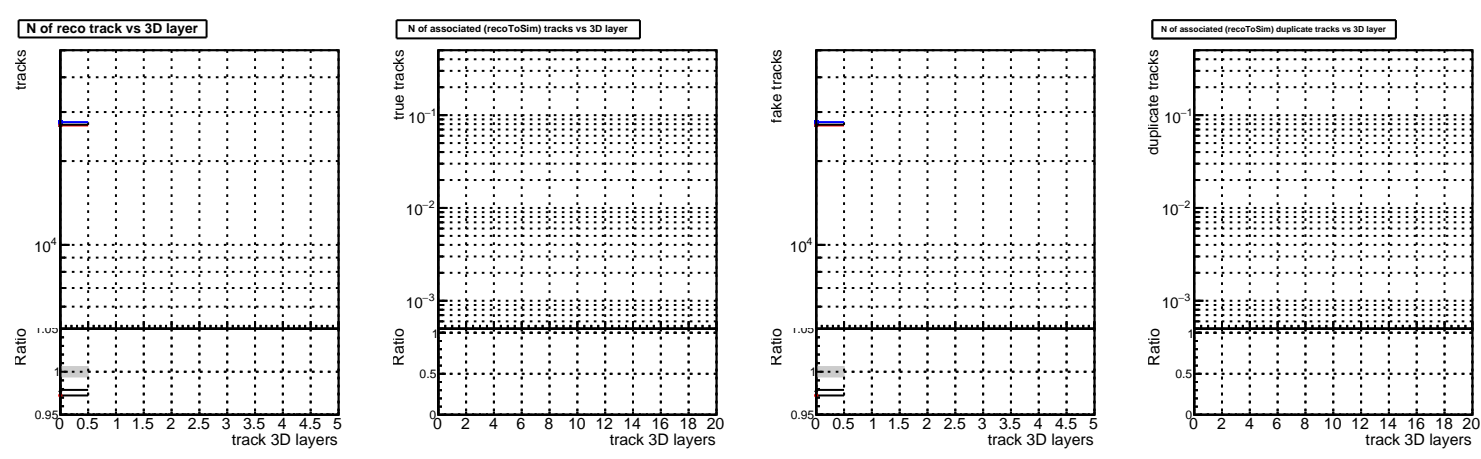 N of reco track vs 3D layer
N of associated (recoToSim) tracks vs 3D layer
N of associated (recoToSim) duplicate tracks vs 3D layer
tracks
10^4
Ratio
1.05
1
0.95
0 0.5 1 1.5 2 2.5 3 3.5 4 4.5 5
track 3D layers
true tracks
10^−1
10^−2
10^−3
Ratio
1
0.5
0
0 2 4 6 8 10 12 14 16 18 20
track 3D layers
fake tracks
10^4
Ratio
1.05
1
0.95
0 0.5 1 1.5 2 2.5 3 3.5 4 4.5 5
track 3D layers
duplicate tracks
10^−1
10^−2
10^−3
Ratio
1
0.5
0
0 2 4 6 8 10 12 14 16 18 20
track 3D layers